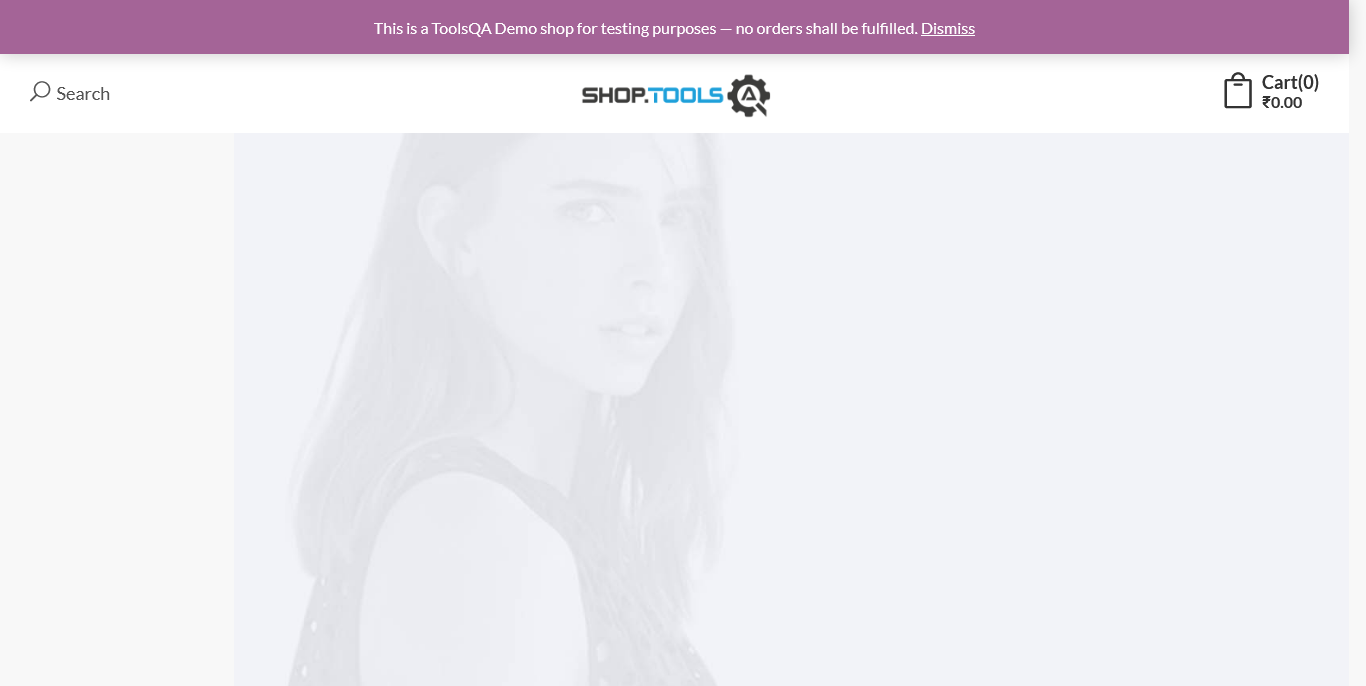 This is a ToolsQA Demo shop for testing purposes — no orders shall be fulfilled. Dismiss
Search
SHOP.TOOLS
Cart(0)
₹0.00